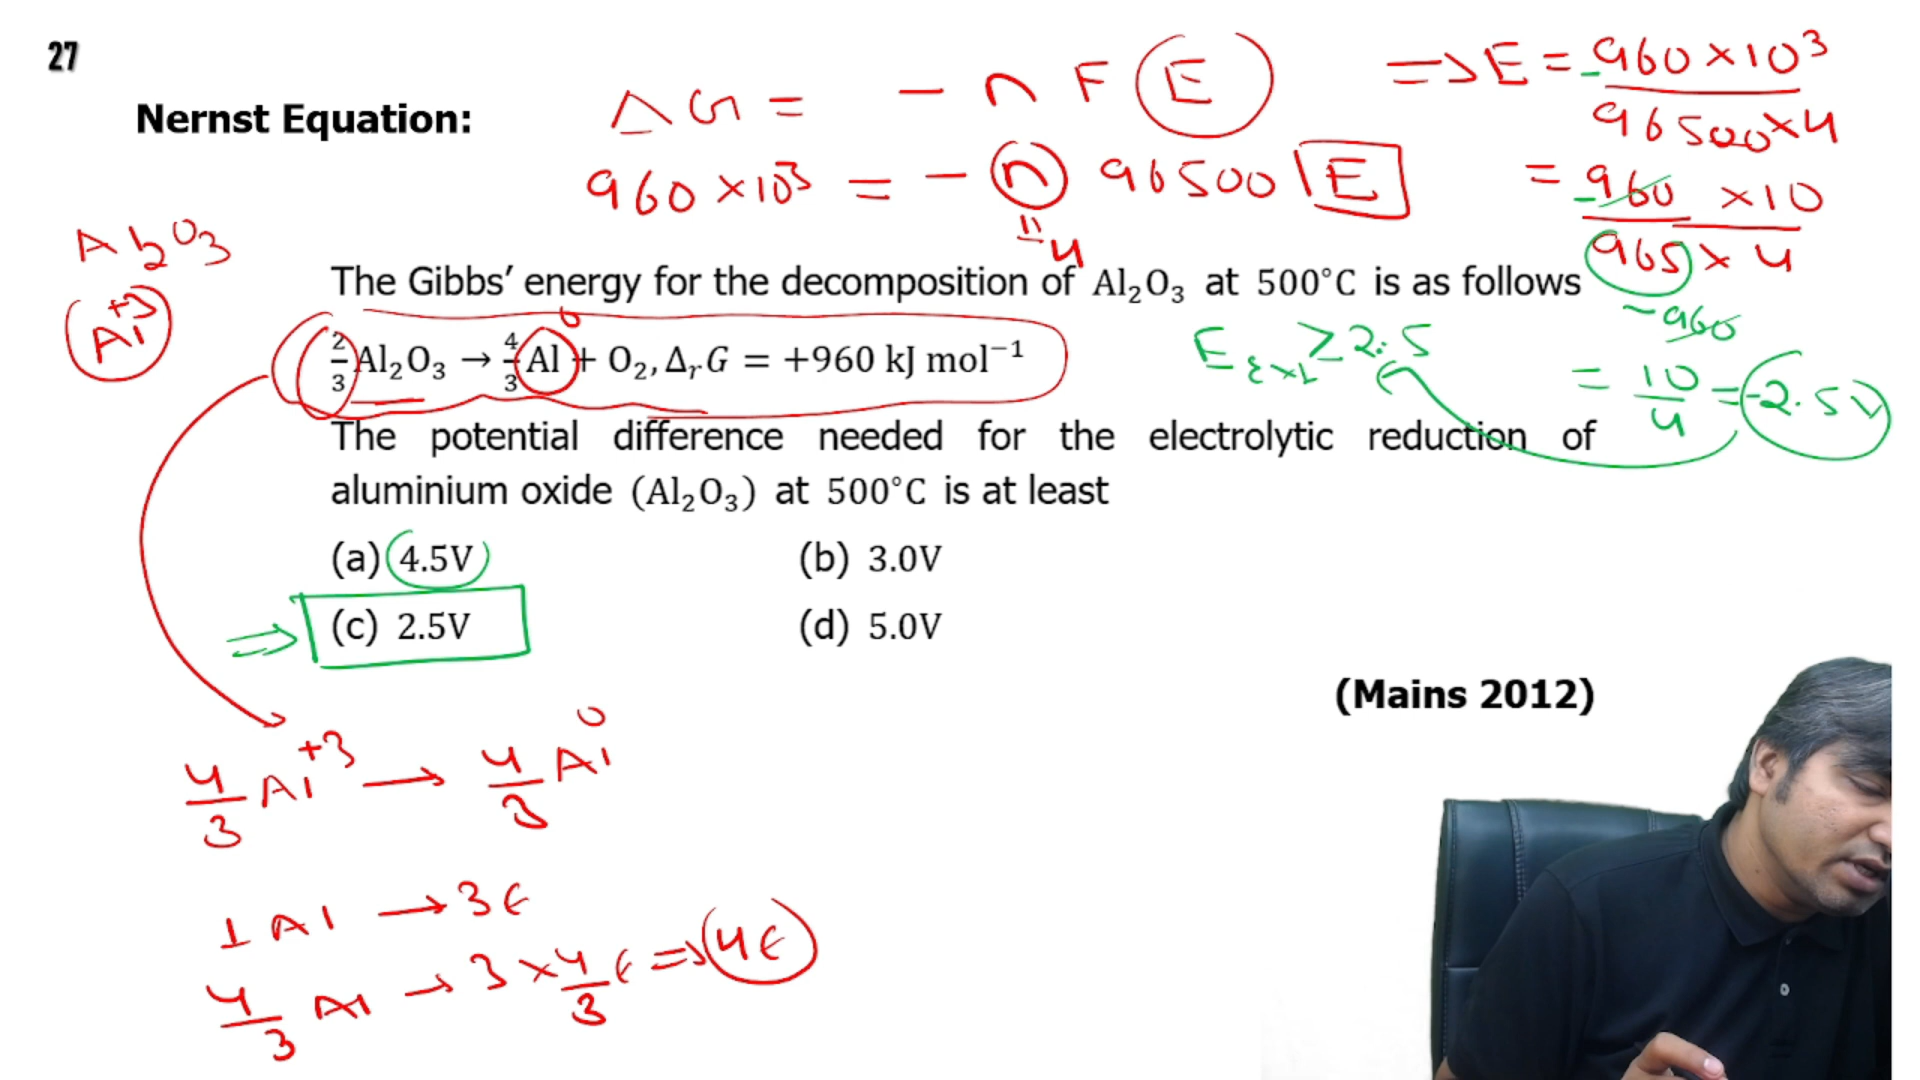 27
Nernst Equation:
ΔG = - n F E
960 × 10³ = - n 96500 E
= 4
⇒ E = -960 × 10³ / 96500 × 4
= -960 × 10 / 965 × 4
~960
= 10/4 = -2.5V
Al₂O₃
Al⁺³
The Gibbs’ energy for the decomposition of Al₂O₃ at 500°C is as follows
2/3 Al₂O₃ → 4/3 Al + O₂, ΔᵣG = +960 kJ mol⁻¹
0
E Ext ≥ 2.5
The potential difference needed for the electrolytic reduction of
aluminium oxide (Al₂O₃) at 500°C is at least
(a) 4.5V (b) 3.0V
(c) 2.5V (d) 5.0V
(Mains 2012)
4/3 Al⁺³ → 4/3 Al⁰
1 Al → 3e
4/3 Al → 3 × 4/3 e ⇒ 4e